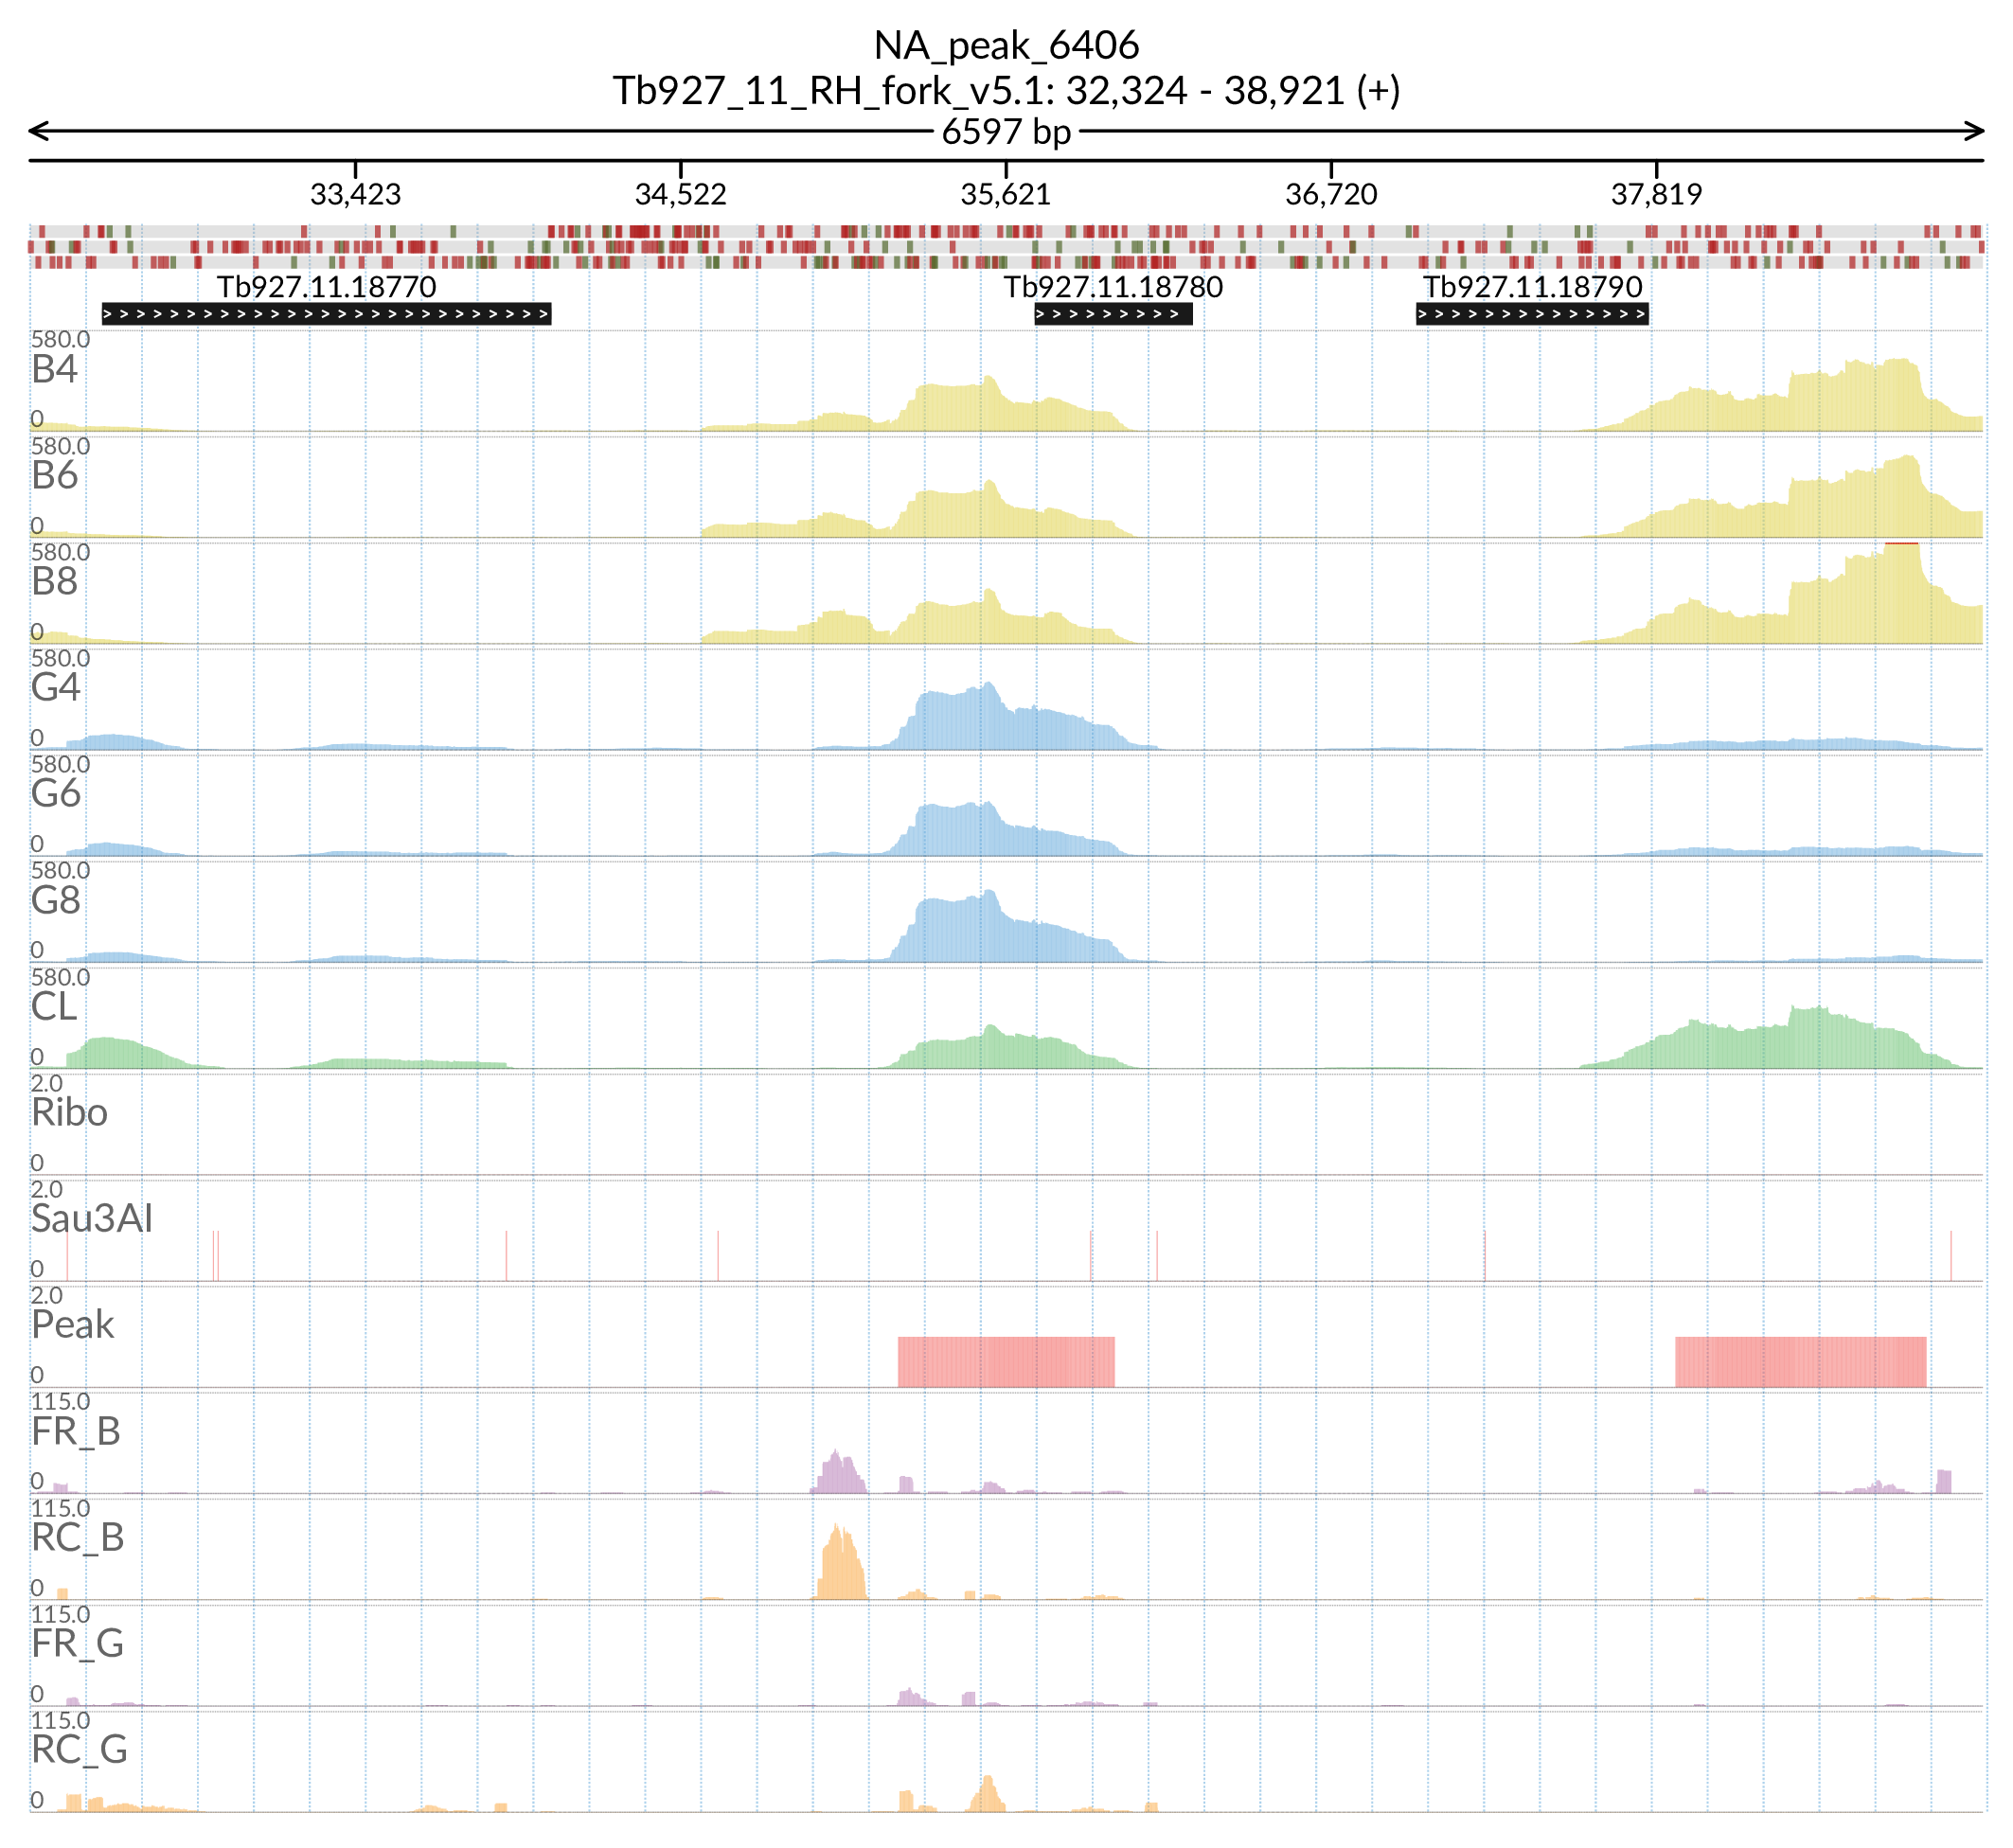 NA_peak_6406
Tb927_11_RH_fork_v5.1: 32,324 - 38,921 (+)
6597 bp
33,423 34,522 35,621 36,720 37,819
Tb927.11.18770 Tb927.11.18780 Tb927.11.18790
580.0
B4
0
580.0
B6
0
580.0
B8
0
580.0
G4
0
580.0
G6
0
580.0
G8
0
580.0
CL
0
2.0
Ribo
0
2.0
Sau3AI
0
2.0
Peak
0
115.0
FR_B
0
115.0
RC_B
0
115.0
FR_G
0
115.0
RC_G
0